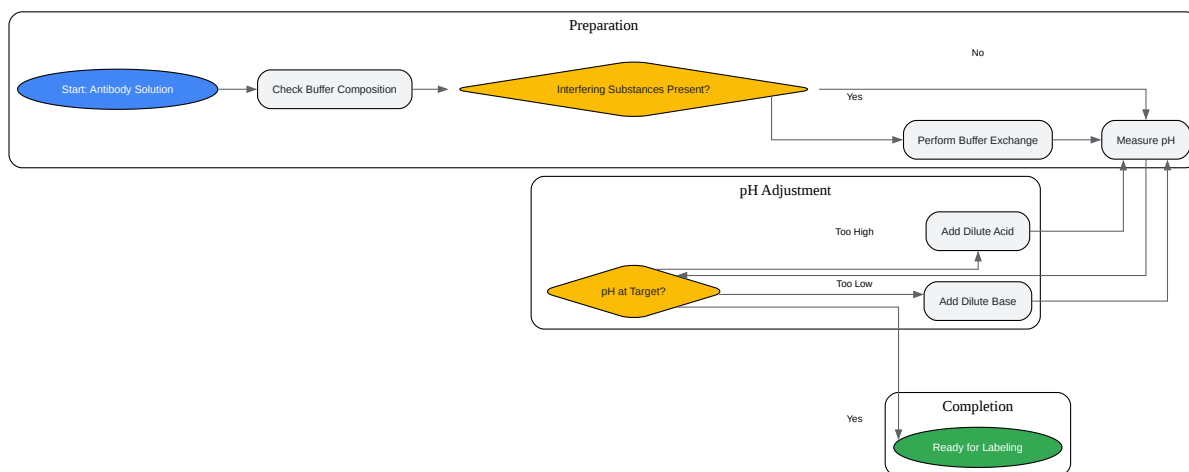 Preparation
No
Start: Antibody Solution
Check Buffer Composition
Interfering Substances Present?
Yes
Perform Buffer Exchange
Measure pH
pH Adjustment
Too High
Add Dilute Acid
pH at Target?
Too Low
Add Dilute Base
Completion
Yes
Ready for Labeling